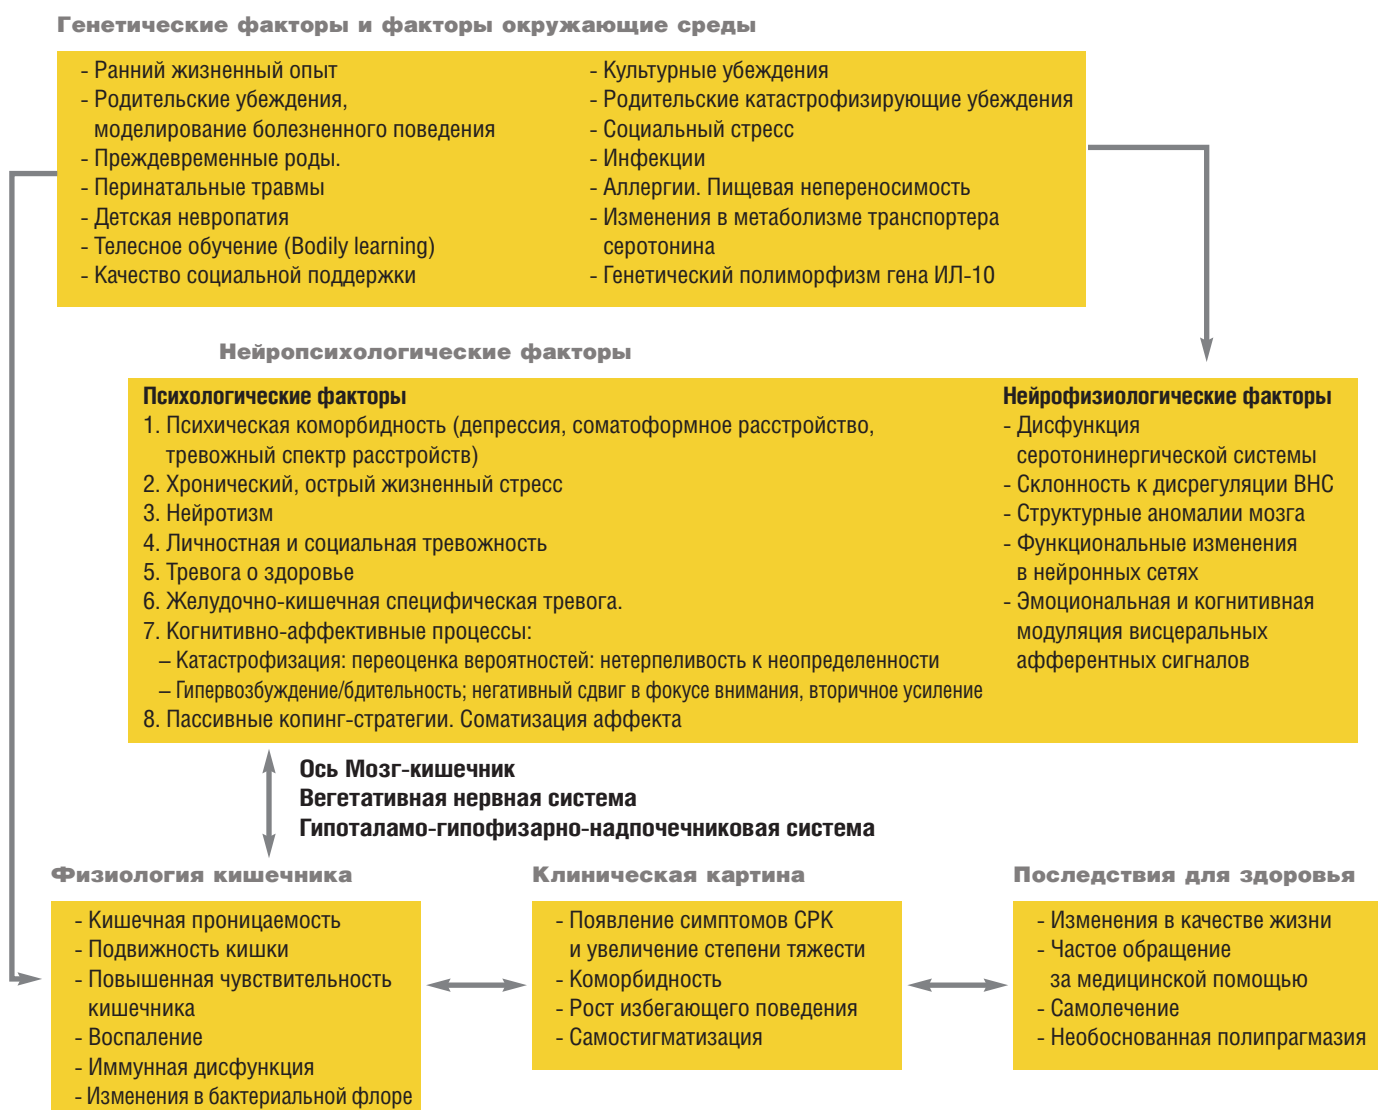 Генетические факторы и факторы окружающие среды
- Ранний жизненный опыт
- Родительские убеждения,
моделирование болезненного поведения
- Преждевременные роды.
- Перинатальные травмы
- Детская невропатия
- Телесное обучение (Bodily learning)
- Качество социальной поддержки
- Культурные убеждения
- Родительские катастрофизирующие убеждения
- Социальный стресс
- Инфекции
- Аллергии. Пищевая непереносимость
- Изменения в метаболизме транспортера
серотонина
- Генетический полиморфизм гена ИЛ-10
Нейропсихологические факторы
Психологические факторы
1. Психическая коморбидность (депрессия, соматоформное расстройство,
тревожный спектр расстройств)
2. Хронический, острый жизненный стресс
3. Нейротизм
4. Личностная и социальная тревожность
5. Тревога о здоровье
6. Желудочно-кишечная специфическая тревога.
7. Когнитивно-аффективные процессы:
– Катастрофизация: переоценка вероятностей: нетерпеливость к неопределенности
– Гипервозбуждение/бдительность; негативный сдвиг в фокусе внимания, вторичное усиление
8. Пассивные копинг-стратегии. Соматизация аффекта
Нейрофизиологические факторы
- Дисфункция
серотонинергической системы
- Склонность к дисрегуляции ВНС
- Структурные аномалии мозга
- Функциональные изменения
в нейронных сетях
- Эмоциональная и когнитивная
модуляция висцеральных
афферентных сигналов
Ось Мозг-кишечник
Вегетативная нервная система
Гипоталамо-гипофизарно-надпочечниковая система
Физиология кишечника
- Кишечная проницаемость
- Подвижность кишки
- Повышенная чувствительность
кишечника
- Воспаление
- Иммунная дисфункция
- Изменения в бактериальной флоре
Клиническая картина
- Появление симптомов СРК
и увеличение степени тяжести
- Коморбидность
- Рост избегающего поведения
- Самостигматизация
Последствия для здоровья
- Изменения в качестве жизни
- Частое обращение
за медицинской помощью
- Самолечение
- Необоснованная полипрагмазия